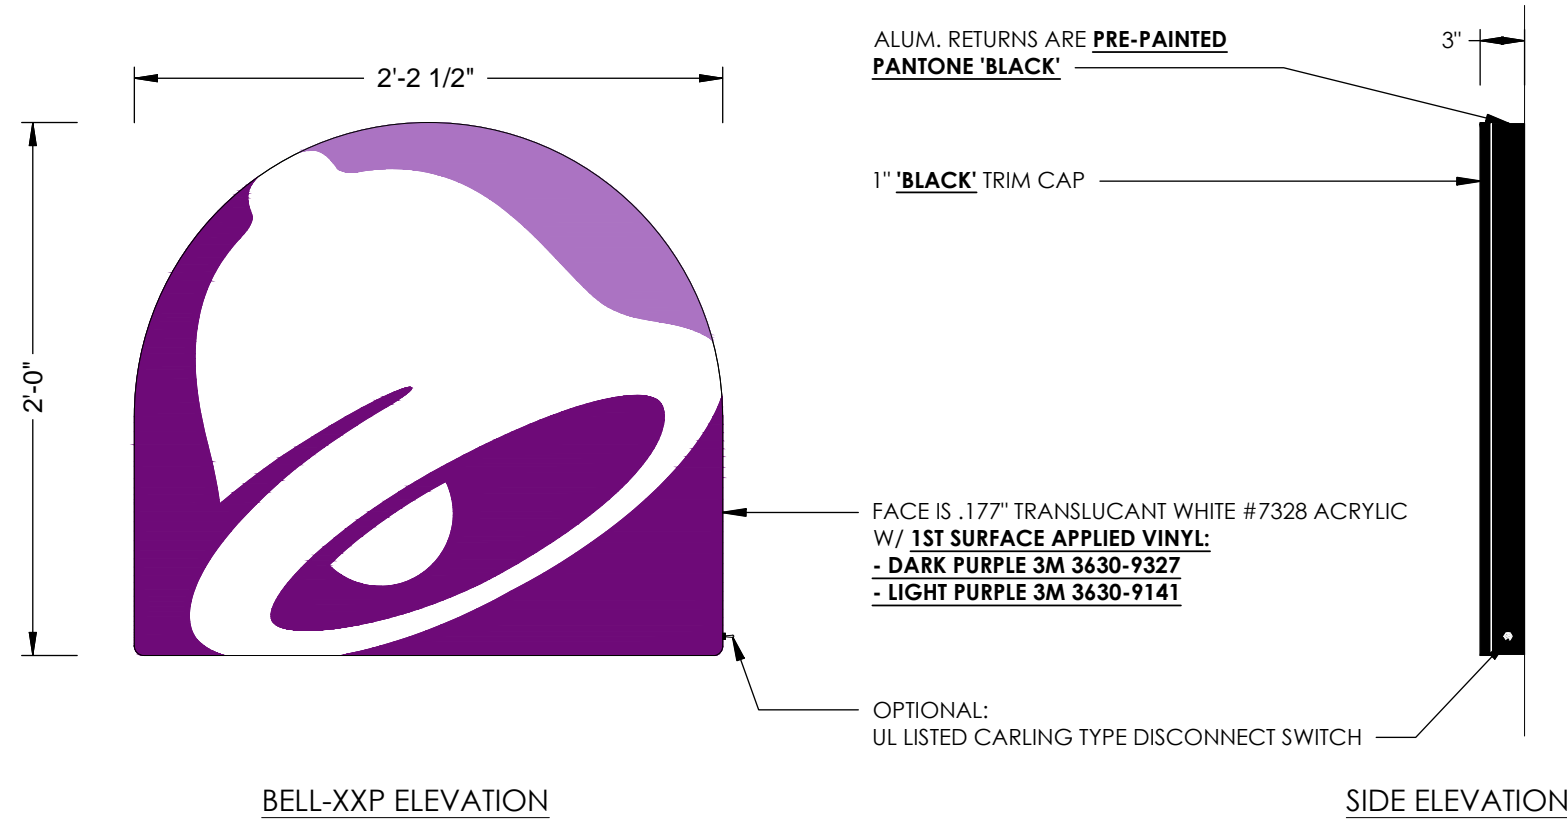 ALUM. RETURNS ARE PRE-PAINTED
PANTONE 'BLACK'
3"
2'-2 1/2"
1" 'BLACK' TRIM CAP
2'-0"
FACE IS .177" TRANSLUCANT WHITE #7328 ACRYLIC
W/ 1ST SURFACE APPLIED VINYL:
- DARK PURPLE 3M 3630-9327
- LIGHT PURPLE 3M 3630-9141
OPTIONAL:
UL LISTED CARLING TYPE DISCONNECT SWITCH
BELL-XXP ELEVATION
SIDE ELEVATION